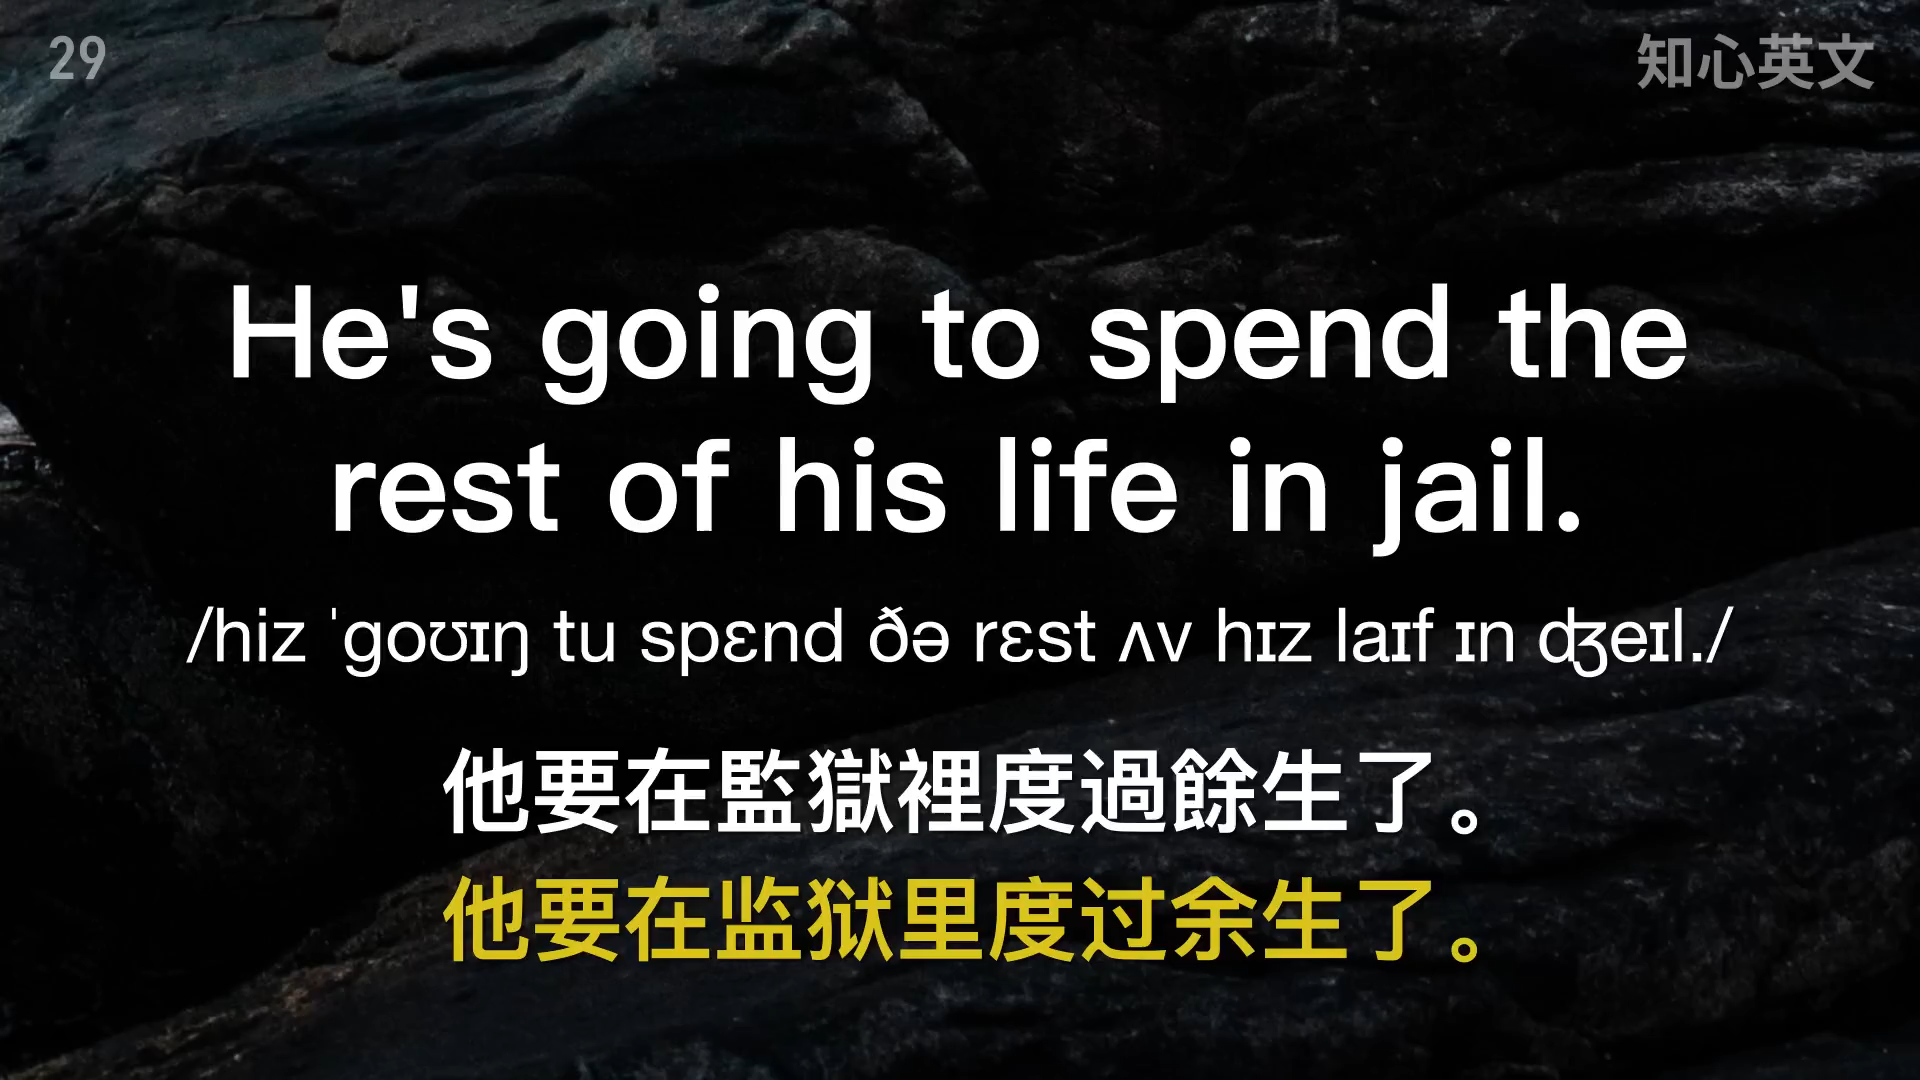 29
知心英文
He's going to spend the
rest of his life in jail.
/hiz ˈɡoʊɪŋ tu spɛnd ðə rɛst ʌv hɪz laɪf ɪn ʤeɪl./
他要在監獄裡度過餘生了。
他要在监狱里度过余生了。